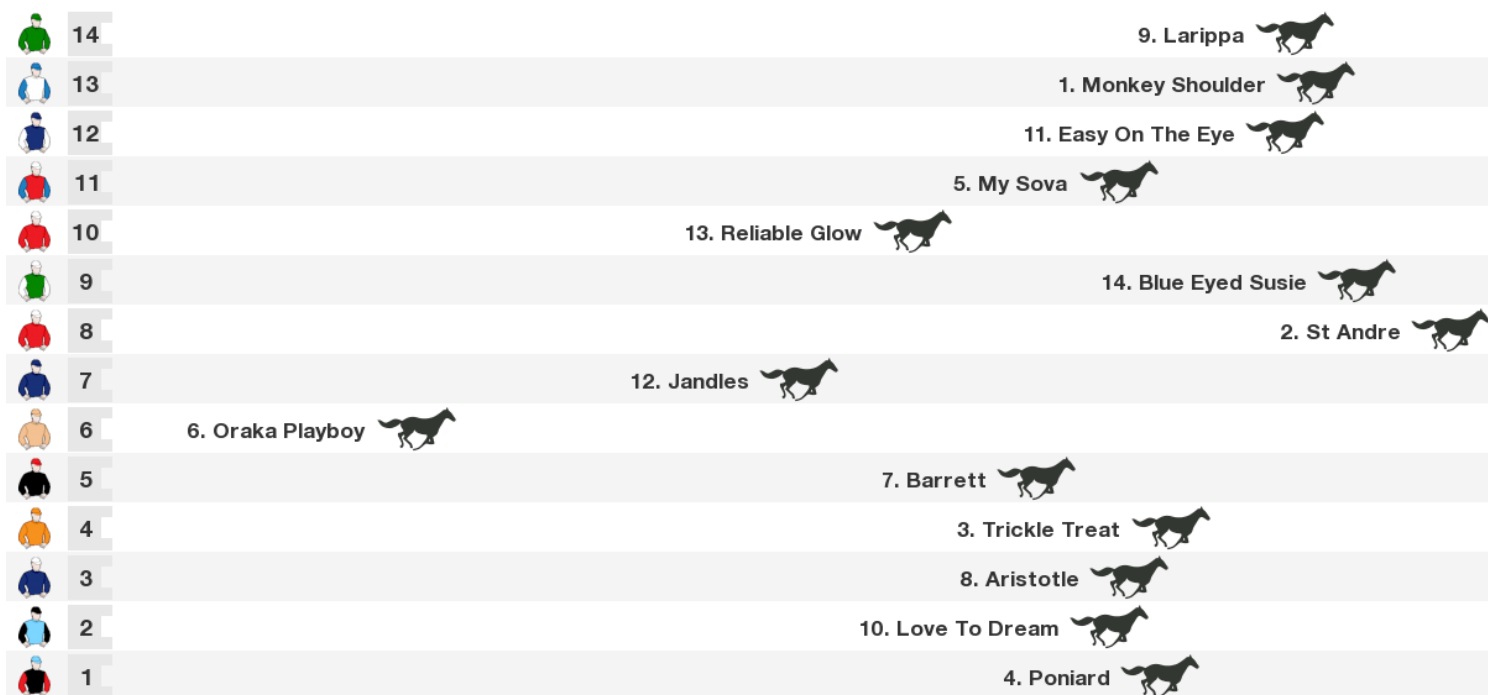 14 9. Larippa
13 1. Monkey Shoulder
12 11. Easy On The Eye
11 5. My Sova
10 13. Reliable Glow
9 14. Blue Eyed Susie
8 2. St Andre
7 12. Jandles
6 6. Oraka Playboy
5 7. Barrett
4 3. Trickle Treat
3 8. Aristotle
2 10. Love To Dream
1 4. Poniard